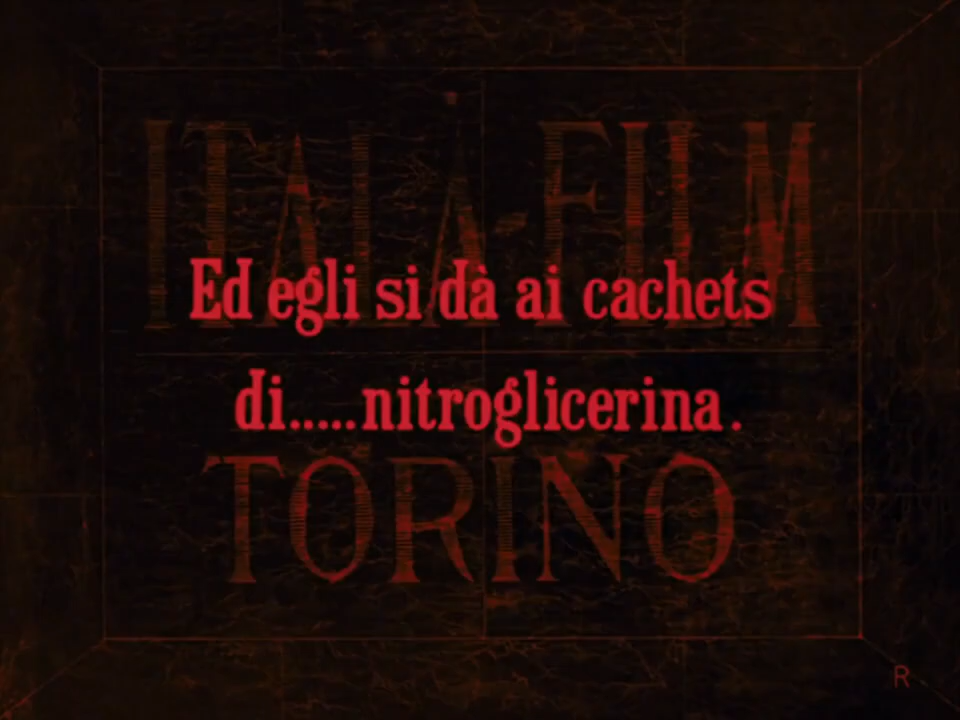 ITALA-FILM
Ed egli si dà ai cachets
di.....nitroglicerina.
TORINO
R